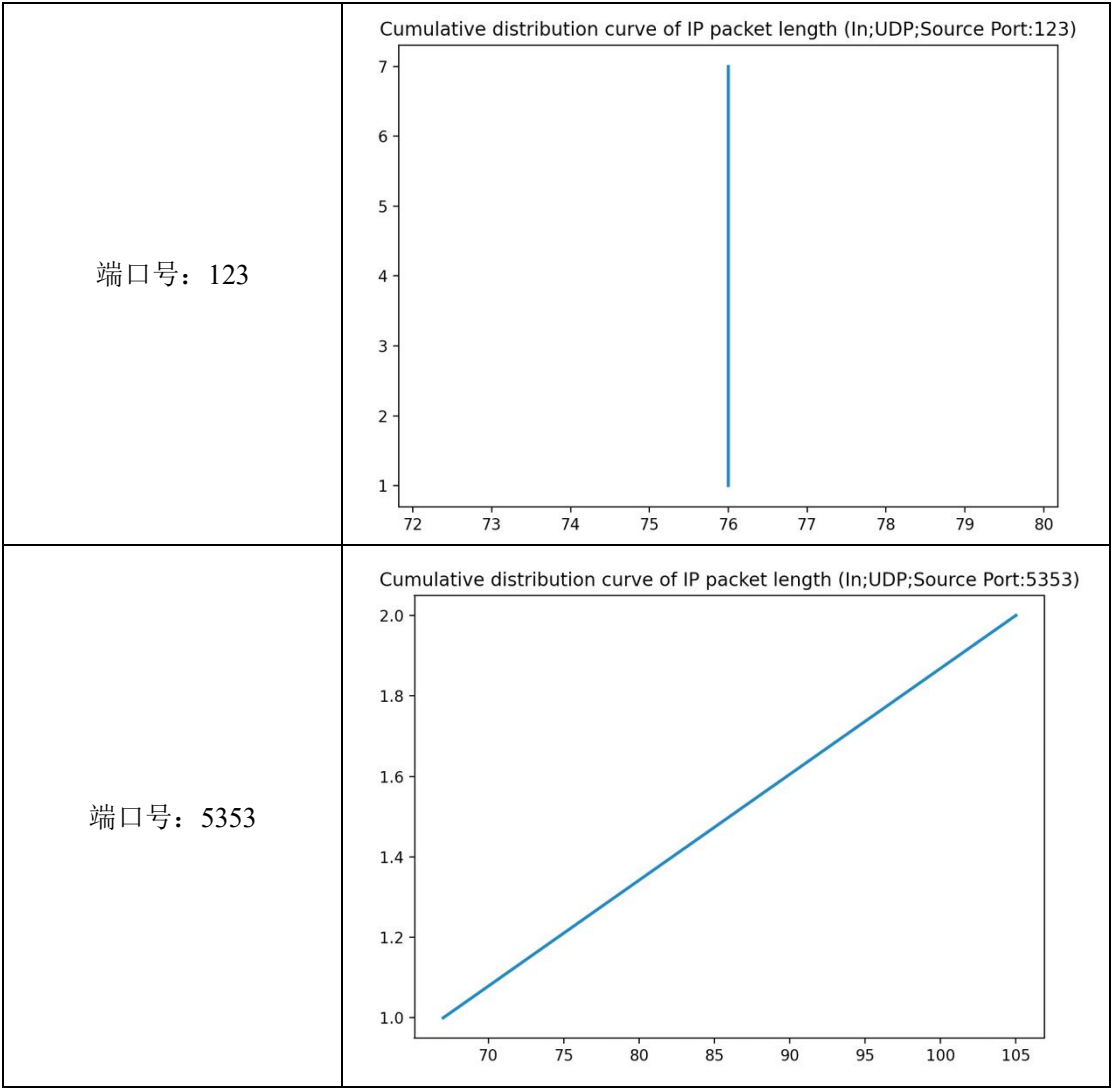 端口号：123
Cumulative distribution curve of IP packet length (In;UDP;Source Port:123)
7
6
5
4
3
2
1
72 73 74 75 76 77 78 79 80
端口号：5353
Cumulative distribution curve of IP packet length (In;UDP;Source Port:5353)
2.0
1.8
1.6
1.4
1.2
1.0
70 75 80 85 90 95 100 105